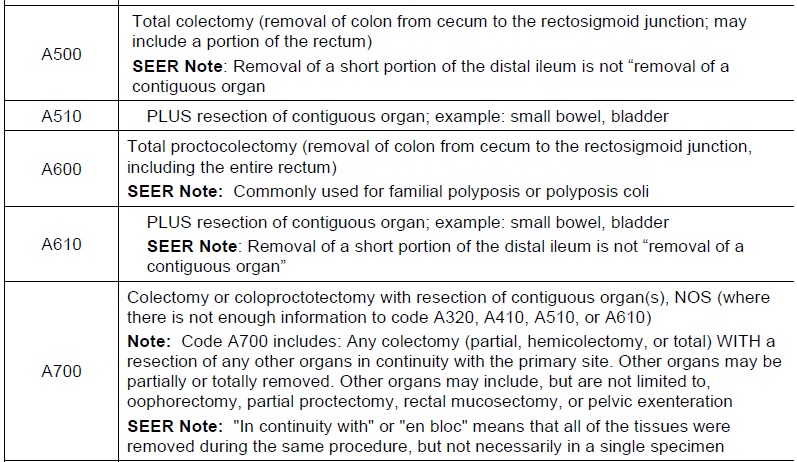 A500
Total colectomy (removal of colon from cecum to the rectosigmoid junction; may
include a portion of the rectum)
SEER Note: Removal of a short portion of the distal ileum is not “removal of a
contiguous organ
A510
PLUS resection of contiguous organ; example: small bowel, bladder
A600
Total proctocolectomy (removal of colon from cecum to the rectosigmoid junction,
including the entire rectum)
SEER Note: Commonly used for familial polyposis or polyposis coli
A610
PLUS resection of contiguous organ; example: small bowel, bladder
SEER Note: Removal of a short portion of the distal ileum is not “removal of a
contiguous organ”
A700
Colectomy or coloproctotectomy with resection of contiguous organ(s), NOS (where
there is not enough information to code A320, A410, A510, or A610)
Note: Code A700 includes: Any colectomy (partial, hemicolectomy, or total) WITH a
resection of any other organs in continuity with the primary site. Other organs may be
partially or totally removed. Other organs may include, but are not limited to,
oophorectomy, partial proctectomy, rectal mucosectomy, or pelvic exenteration
SEER Note: "In continuity with" or "en bloc" means that all of the tissues were
removed during the same procedure, but not necessarily in a single specimen